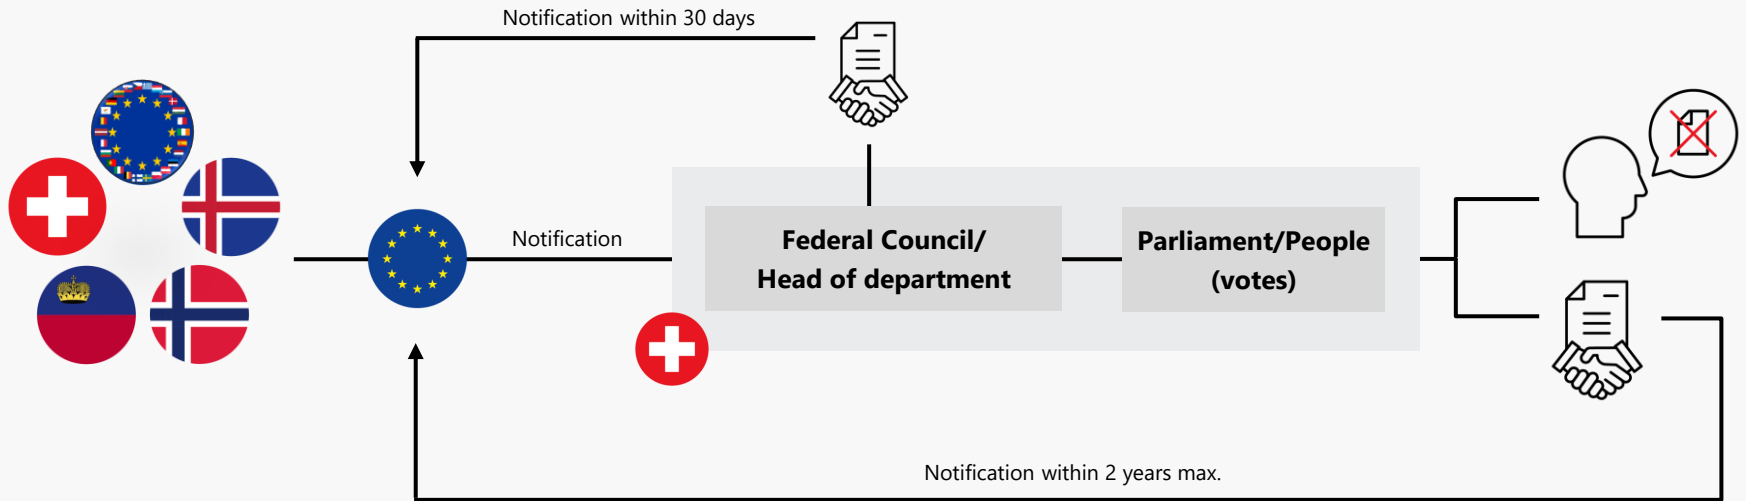 Notification within 30 days
Notification
Federal Council/
Head of department
Parliament/People
(votes)
Notification within 2 years max.